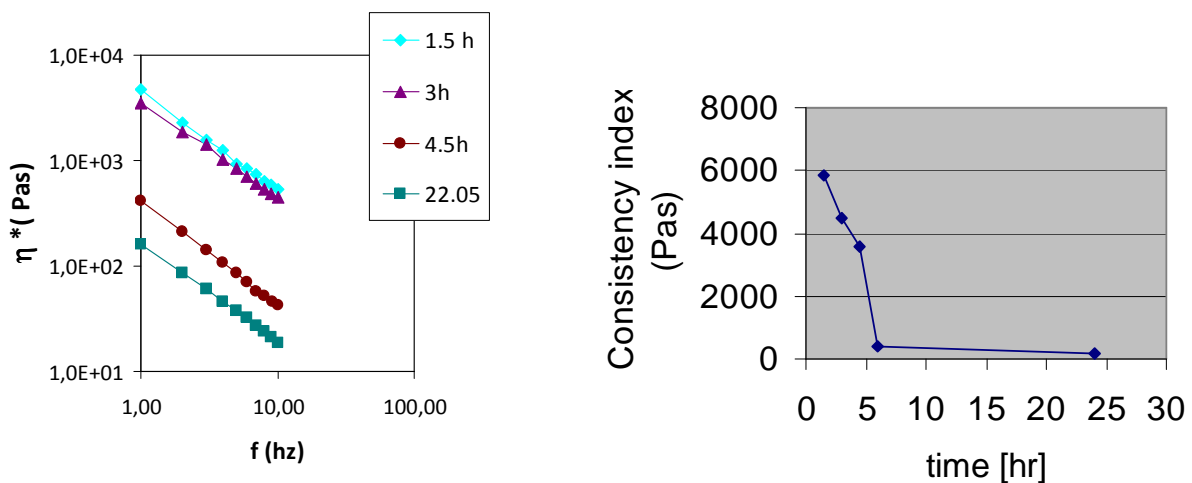 1.5 h
3h
4.5h
22.05
1,0E+04
1,0E+03
1,0E+02
1,0E+01
η *( Pas)
1,00
10,00
100,00
f (hz)
Consistency index
(Pas)
8000
6000
4000
2000
0
0
5
10
15
20
25
30
time [hr]